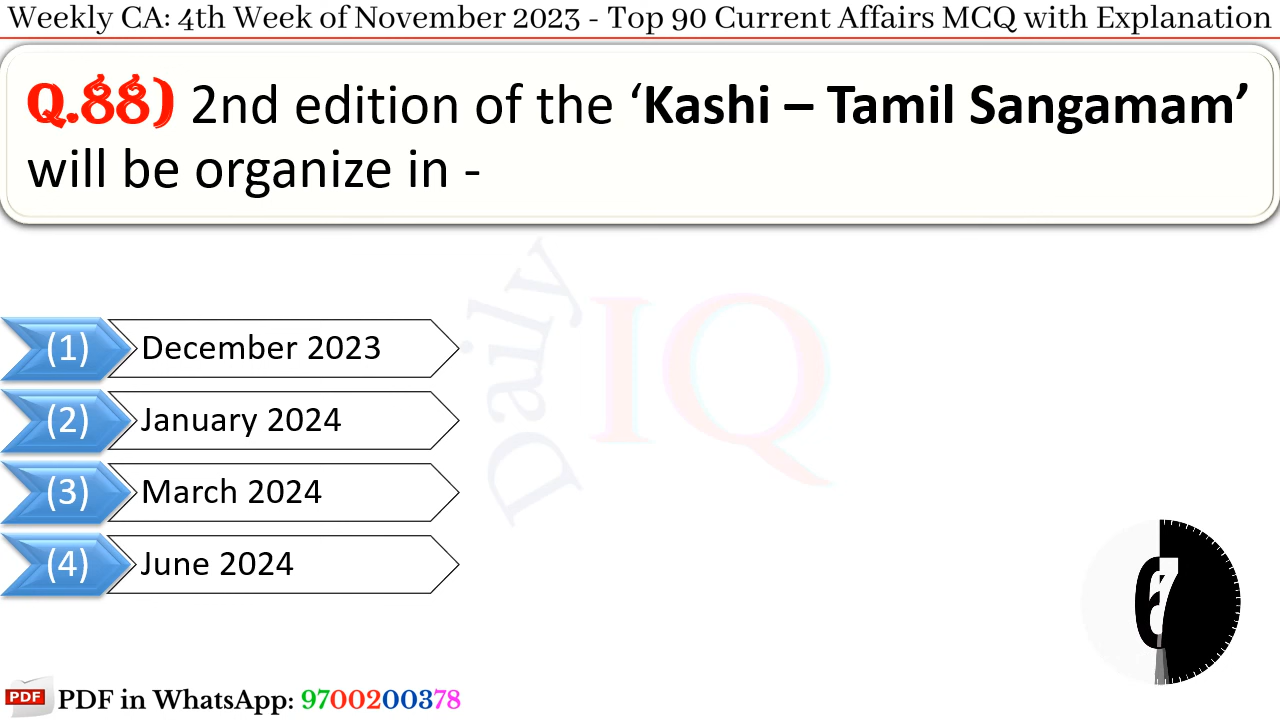 Weekly CA: 4th Week of November 2023 - Top 90 Current Affairs MCQ with Explanation
Q.88) 2nd edition of the ‘Kashi – Tamil Sangamam’
will be organize in -
Daily
IQ
(1) December 2023
(2) January 2024
(3) March 2024
(4) June 2024
PDF PDF in WhatsApp: 9700200378